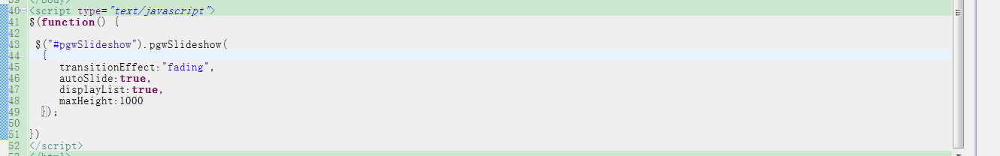 39 </body>
40 <script type="text/javascript">
41 $(function() {
42
43 $("#pgwSlideshow").pgwSlideshow(
44 {
45 transitionEffect:"fading",
46 autoSlide:true,
47 displayList:true,
48 maxHeight:1000
49 });
50
51 })
52 </script>
53 </html>